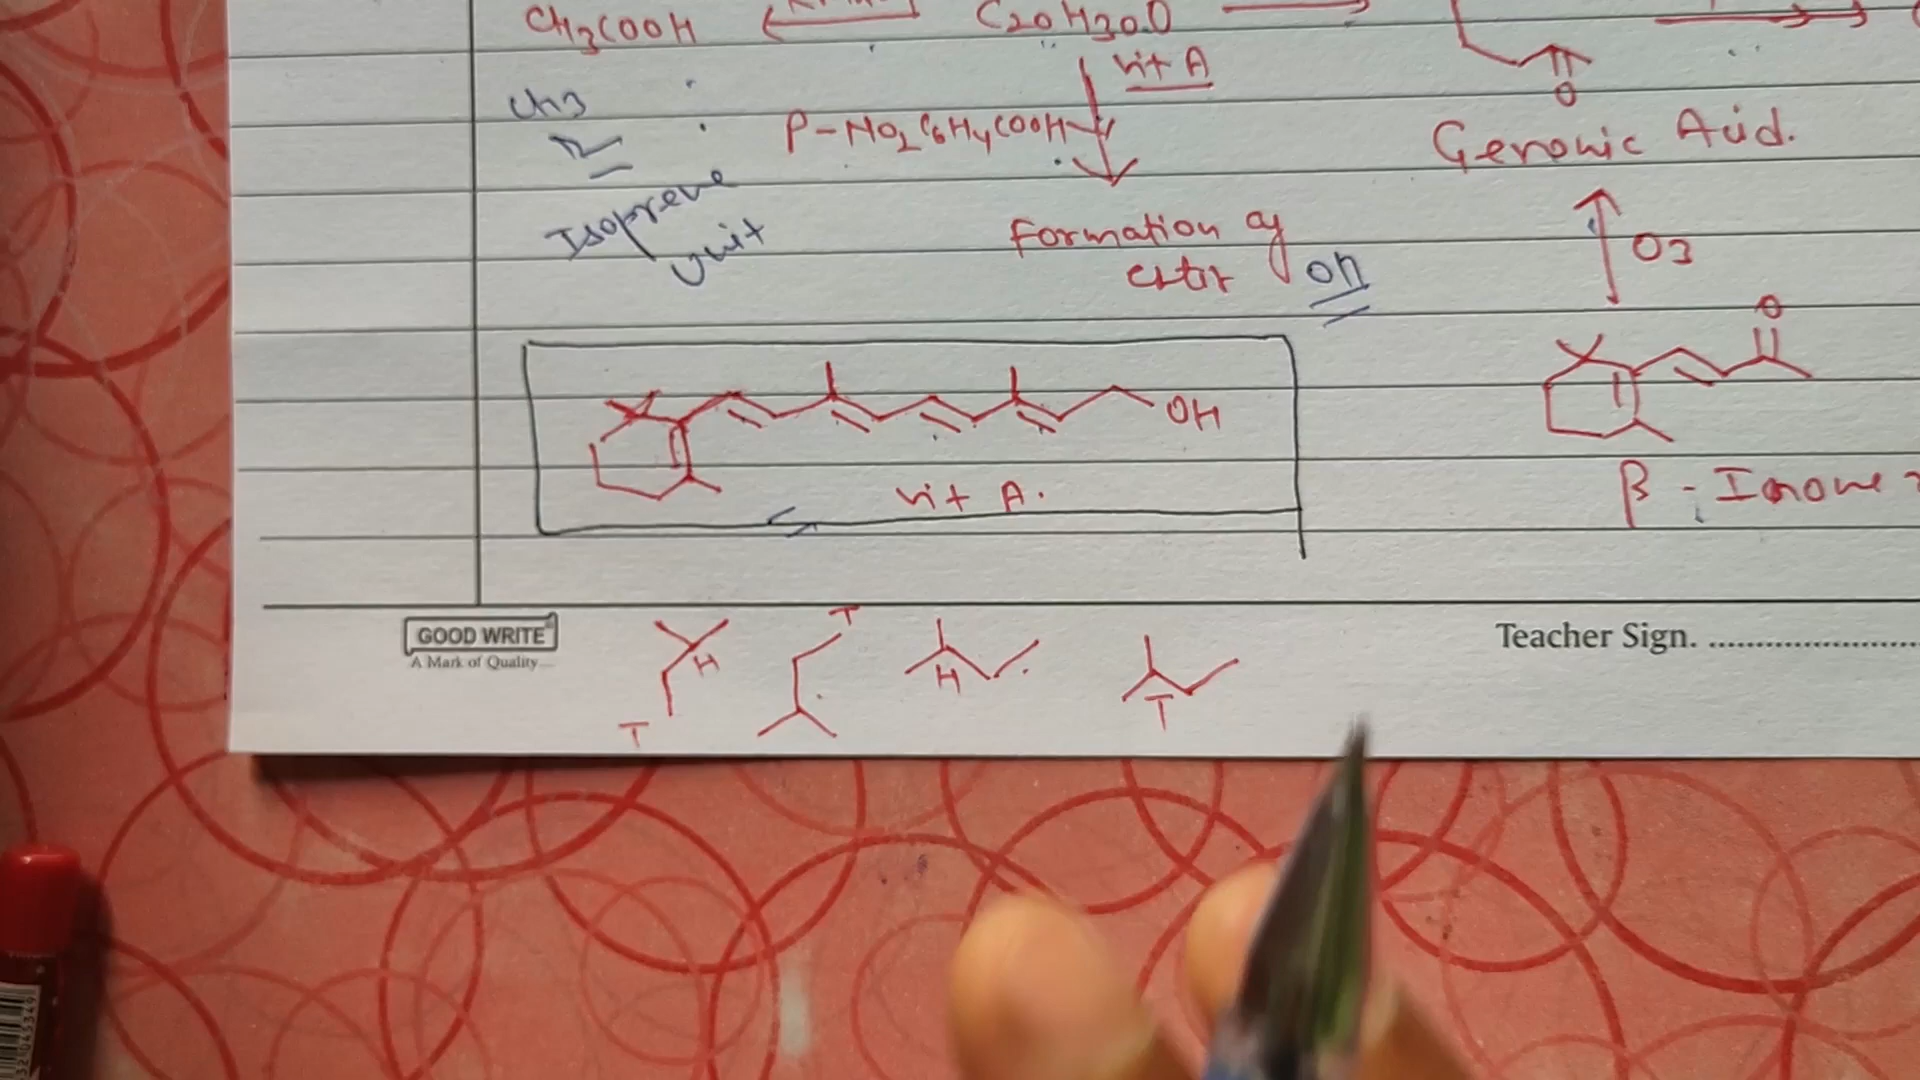 CH3COOH
C20H30O
Vit A
CH3
P-NO2C6H4COOH
O
Geronic Acid.
Isoprene
Unit
Formation of
OH
O3
O
OH
Vit A.
β - Ionone
GOOD WRITE
A Mark of Quality
T
H
H
T
T
Teacher Sign.